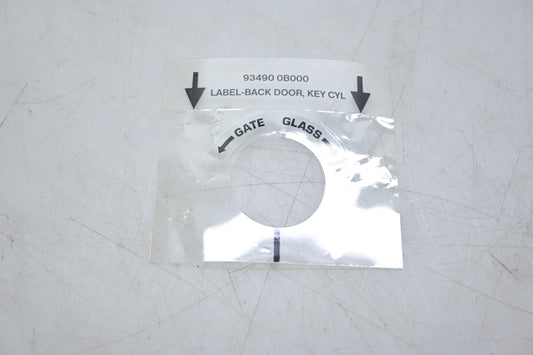 93490 0B000
LABEL-BACK DOOR, KEY CYL
GATE GLASS